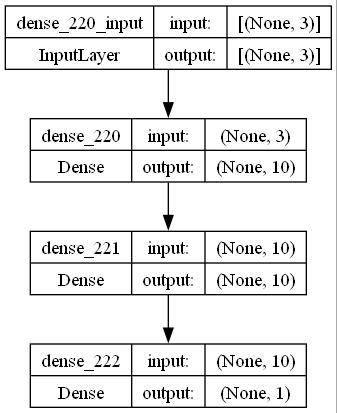 dense_220_input input: [(None, 3)]
InputLayer output: [(None, 3)]
dense_220 input: (None, 3)
Dense output: (None, 10)
dense_221 input: (None, 10)
Dense output: (None, 10)
dense_222 input: (None, 10)
Dense output: (None, 1)